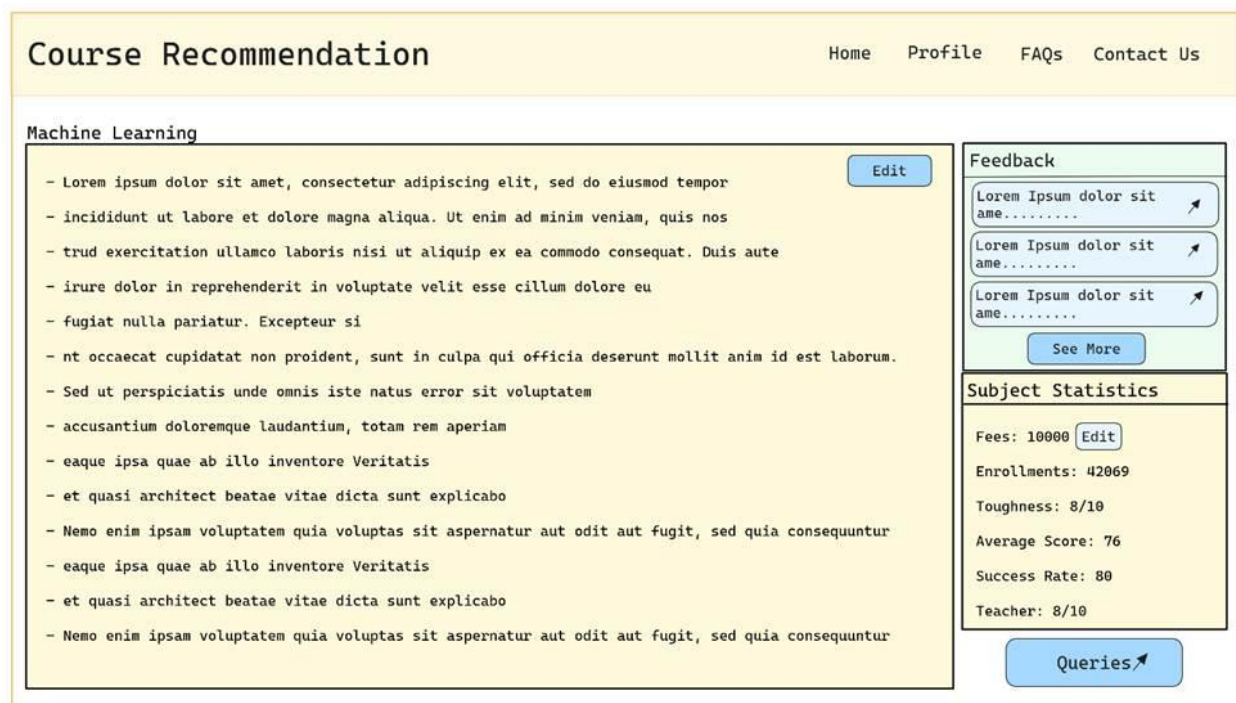 Course Recommendation
Home Profile FAQs Contact Us
Machine Learning
Edit
- Lorem ipsum dolor sit amet, consectetur adipiscing elit, sed do eiusmod tempor
- incididunt ut labore et dolore magna aliqua. Ut enim ad minim veniam, quis nos
- trud exercitation ullamco laboris nisi ut aliquip ex ea commodo consequat. Duis aute
- irure dolor in reprehenderit in voluptate velit esse cillum dolore eu
- fugiat nulla pariatur. Excepteur si
- nt occaecat cupidatat non proident, sunt in culpa qui officia deserunt mollit anim id est laborum.
- Sed ut perspiciatis unde omnis iste natus error sit voluptatem
- accusantium doloremque laudantium, totam rem aperiam
- eaque ipsa quae ab illo inventore Veritatis
- et quasi architect beatae vitae dicta sunt explicabo
- Nemo enim ipsam voluptatem quia voluptas sit aspernatur aut odit aut fugit, sed quia consequuntur
- eaque ipsa quae ab illo inventore Veritatis
- et quasi architect beatae vitae dicta sunt explicabo
- Nemo enim ipsam voluptatem quia voluptas sit aspernatur aut odit aut fugit, sed quia consequuntur
Feedback
Lorem Ipsum dolor sit
ame.........
Lorem Ipsum dolor sit
ame.........
Lorem Ipsum dolor sit
ame.........
See More
Subject Statistics
Fees: 10000 Edit
Enrollments: 42069
Toughness: 8/10
Average Score: 76
Success Rate: 80
Teacher: 8/10
Queries